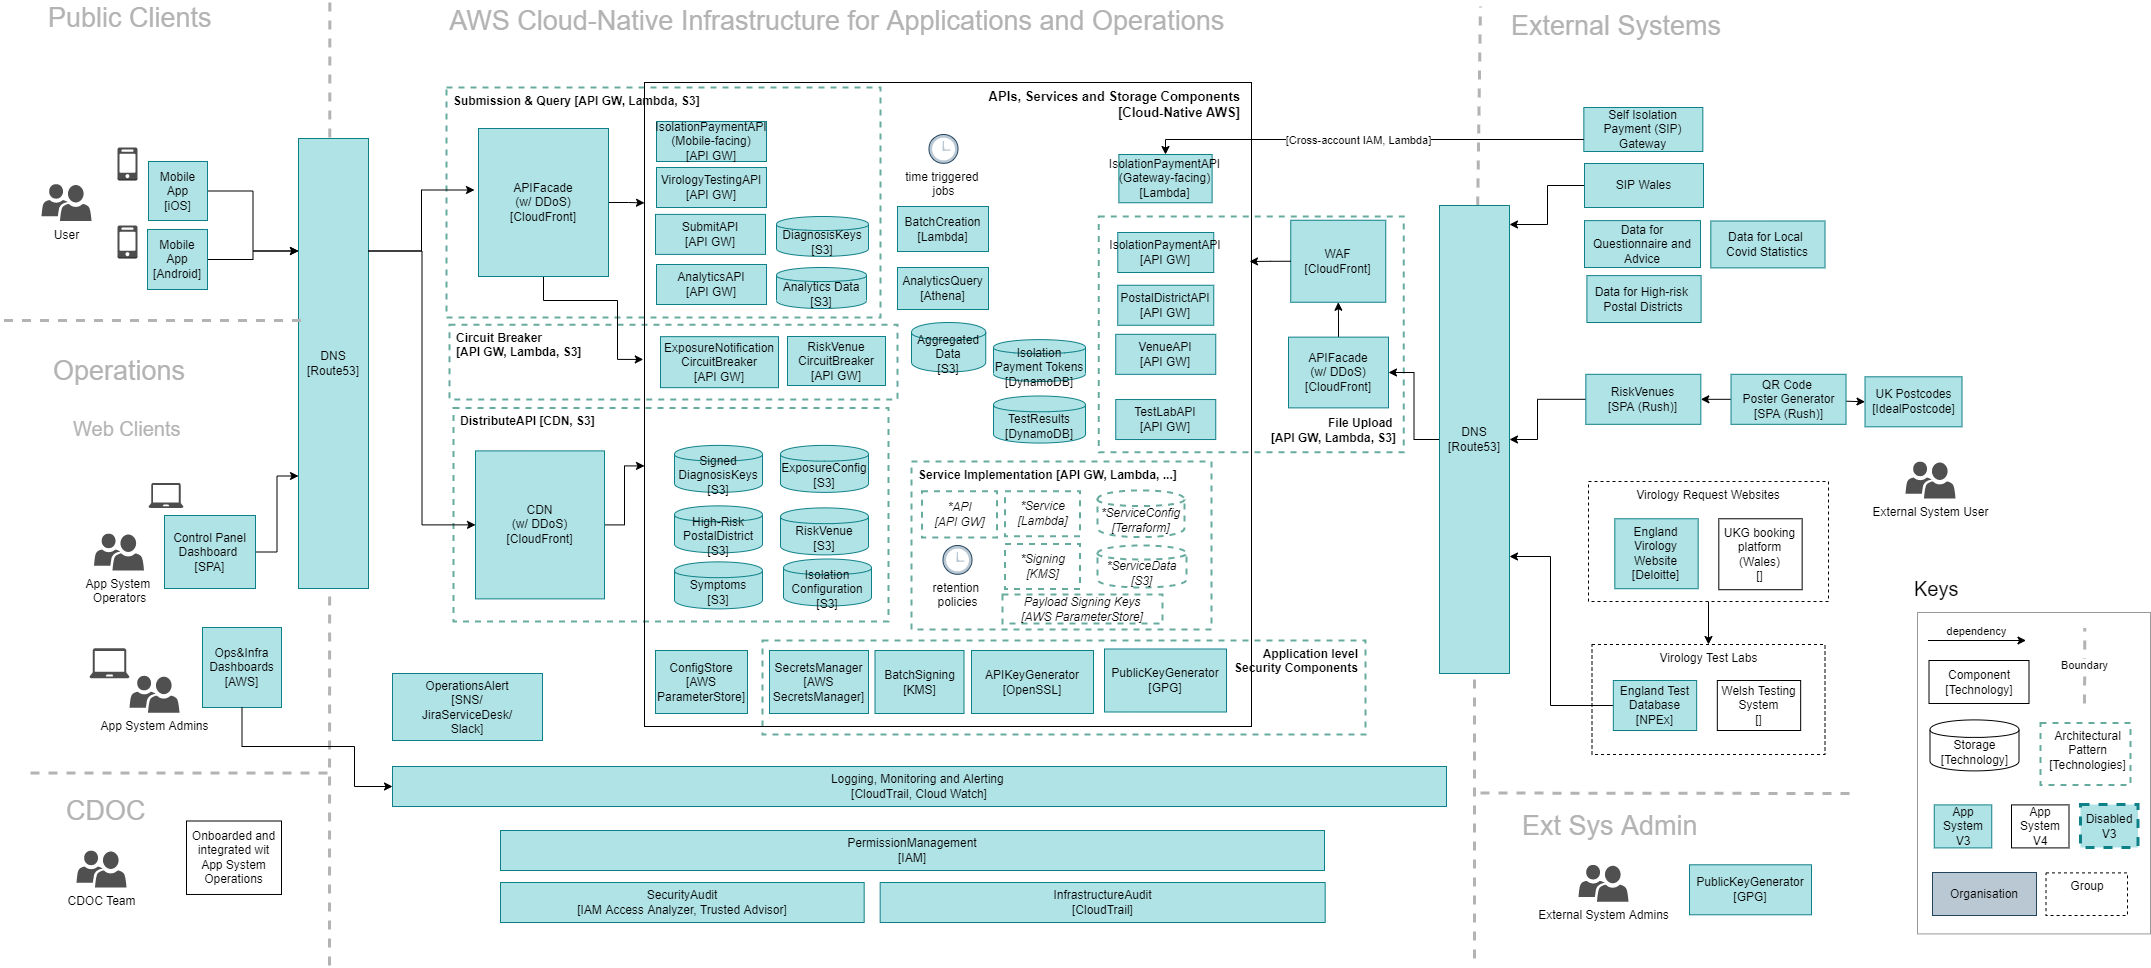 Public Clients
AWS Cloud-Native Infrastructure for Applications and Operations
External Systems
User
Mobile
App
[iOS]
Mobile
App
[Android]
DNS
[Route53]
Operations
Web Clients
App System
Operators
Control Panel
Dashboard
[SPA]
App System Admins
Ops&Infra
Dashboards
[AWS]
CDOC
CDOC Team
Onboarded and
integrated wit
App System
Operations
Submission & Query [API GW, Lambda, S3]
APIFacade
(w/ DDoS)
[CloudFront]
IsolationPaymentAPI
(Mobile-facing)
[API GW]
VirologyTestingAPI
[API GW]
SubmitAPI
[API GW]
AnalyticsAPI
[API GW]
DiagnosisKeys
[S3]
Analytics Data
[S3]
Circuit Breaker
[API GW, Lambda, S3]
ExposureNotification
CircuitBreaker
[API GW]
RiskVenue
CircuitBreaker
[API GW]
DistributeAPI [CDN, S3]
CDN
(w/ DDoS)
[CloudFront]
Signed
DiagnosisKeys
[S3]
ExposureConfig
[S3]
High-Risk
PostalDistrict
[S3]
RiskVenue
[S3]
Symptoms
[S3]
Isolation
Configuration
[S3]
APIs, Services and Storage Components
[Cloud-Native AWS]
time triggered
jobs
BatchCreation
[Lambda]
AnalyticsQuery
[Athena]
Aggregated
Data
[S3]
Isolation
Payment Tokens
[DynamoDB]
TestResults
[DynamoDB]
IsolationPaymentAPI
(Gateway-facing)
[Lambda]
IsolationPaymentAPI
[API GW]
PostalDistrictAPI
[API GW]
VenueAPI
[API GW]
TestLabAPI
[API GW]
WAF
[CloudFront]
APIFacade
(w/ DDoS)
[CloudFront]
File Upload
[API GW, Lambda, S3]
Service Implementation [API GW, Lambda, ...]
*API
[API GW]
*Service
[Lambda]
*ServiceConfig
[Terraform]
retention
policies
*Signing
[KMS]
*ServiceData
[S3]
Payload Signing Keys
[AWS ParameterStore]
ConfigStore
[AWS
ParameterStore]
SecretsManager
[AWS
SecretsManager]
BatchSigning
[KMS]
APIKeyGenerator
[OpenSSL]
PublicKeyGenerator
[GPG]
Application level
Security Components
OperationsAlert
[SNS/
JiraServiceDesk/
Slack]
Logging, Monitoring and Alerting
[CloudTrail, Cloud Watch]
PermissionManagement
[IAM]
SecurityAudit
[IAM Access Analyzer, Trusted Advisor]
InfrastructureAudit
[CloudTrail]
[Cross-account IAM, Lambda]
DNS
[Route53]
Self Isolation
Payment (SIP)
Gateway
SIP Wales
Data for
Questionnaire and
Advice
Data for Local
Covid Statistics
Data for High-risk
Postal Districts
RiskVenues
[SPA (Rush)]
QR Code
Poster Generator
[SPA (Rush)]
UK Postcodes
[IdealPostcode]
External System User
Virology Request Websites
England
Virology
Website
[Deloitte]
UKG booking
platform
(Wales)
[]
Virology Test Labs
England Test
Database
[NPEx]
Welsh Testing
System
[]
Ext Sys Admin
External System Admins
PublicKeyGenerator
[GPG]
Keys
dependency
Boundary
Component
[Technology]
Storage
[Technology]
Architectural
Pattern
[Technologies]
App
System
V3
App
System
V4
Disabled
V3
Organisation
Group